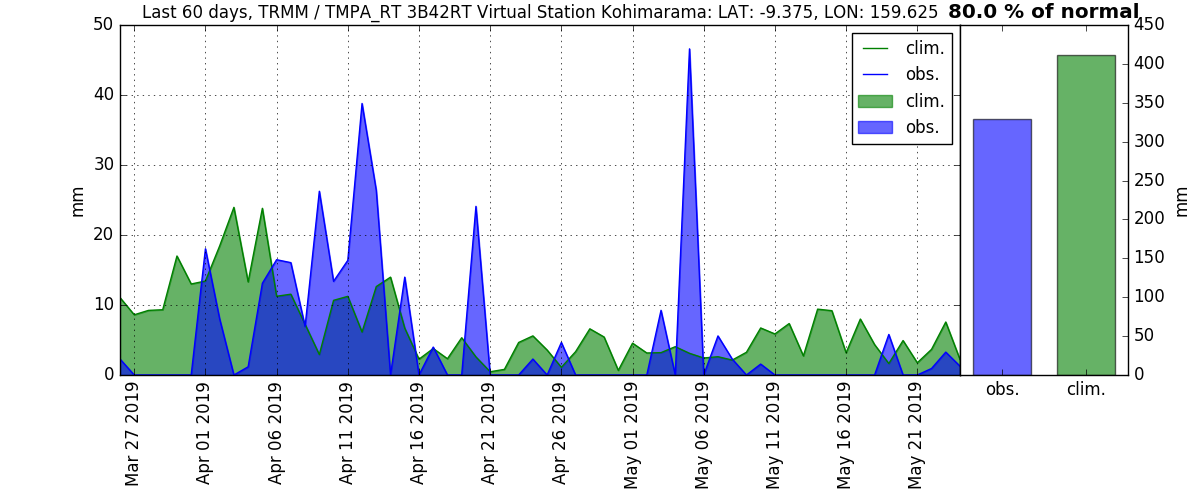 Last 60 days, TRMM / TMPA_RT 3B42RT Virtual Station Kohimarama: LAT: -9.375, LON: 159.625 80.0 % of normal
50
40
30
20
10
0
mm
clim.
obs.
clim.
obs.
450
400
350
300
250
200
150
100
50
0
mm
Mar 27 2019
Apr 01 2019
Apr 06 2019
Apr 11 2019
Apr 16 2019
Apr 21 2019
Apr 26 2019
May 01 2019
May 06 2019
May 11 2019
May 16 2019
May 21 2019
obs.
clim.